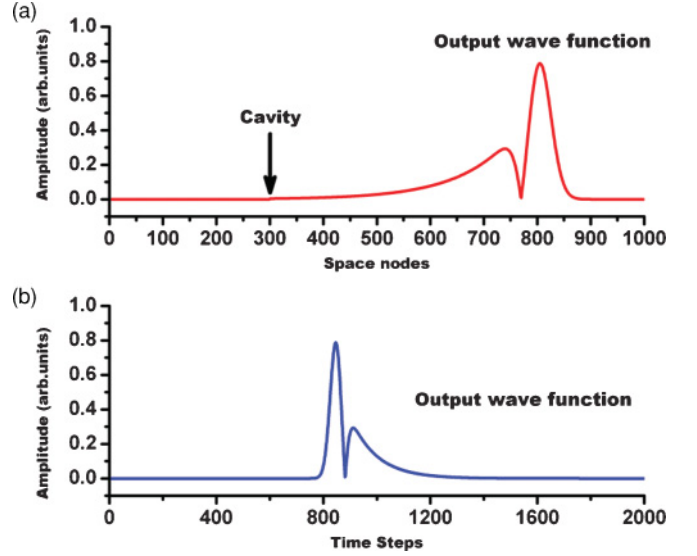 (a)
Amplitude (arb.units)
1.0
0.8
0.6
0.4
0.2
0.0
Output wave function
Cavity
0 100 200 300 400 500 600 700 800 900 1000
Space nodes
(b)
Amplitude (arb.units)
1.0
0.8
0.6
0.4
0.2
0.0
Output wave function
0 400 800 1200 1600 2000
Time Steps